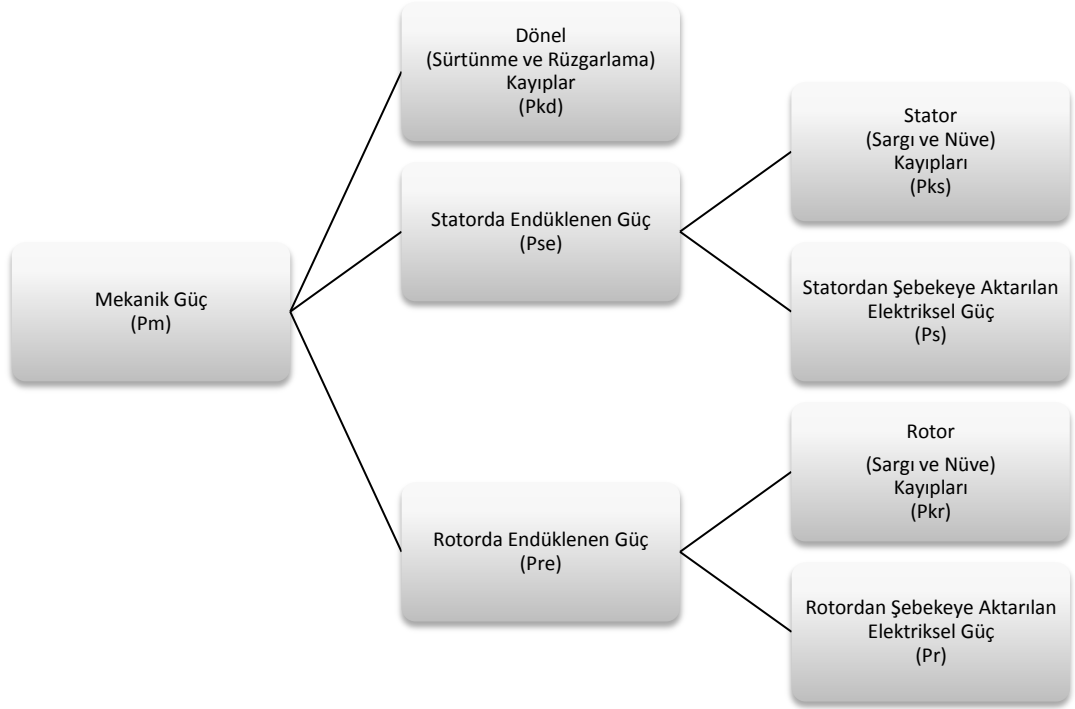 Mekanik Güç
(Pm)
Dönel
(Sürtünme ve Rüzgarlama)
Kayıplar
(Pkd)
Statorda Endüklenen Güç
(Pse)
Stator
(Sargı ve Nüve)
Kayıpları
(Pks)
Statordan Şebekeye Aktarılan
Elektriksel Güç
(Ps)
Rotorda Endüklenen Güç
(Pre)
Rotor
(Sargı ve Nüve)
Kayıpları
(Pkr)
Rotordan Şebekeye Aktarılan
Elektriksel Güç
(Pr)